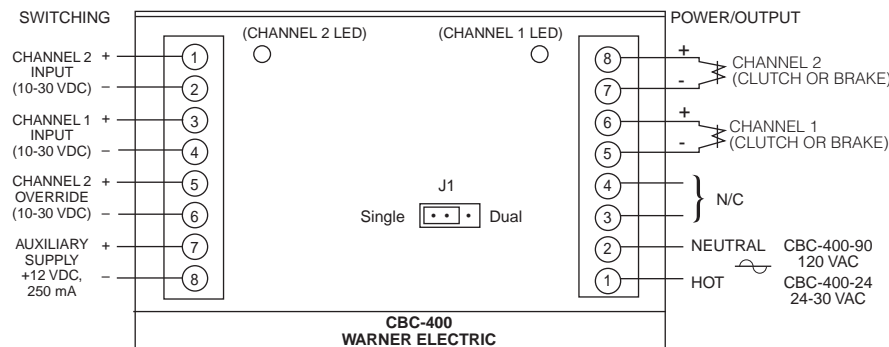 SWITCHING
POWER/OUTPUT
(CHANNEL 2 LED)
(CHANNEL 1 LED)
CHANNEL 2 +
INPUT
(10-30 VDC) –
CHANNEL 1 +
INPUT
(10-30 VDC) –
CHANNEL 2 +
OVERRIDE
(10-30 VDC) –
AUXILIARY +
SUPPLY
+12 VDC, –
250 mA
1
2
3
4
5
6
7
8
J1
Single
Dual
8
7
6
5
4
3
2
1
+
-
CHANNEL 2
(CLUTCH OR BRAKE)
+
-
CHANNEL 1
(CLUTCH OR BRAKE)
N/C
NEUTRAL
HOT
CBC-400-90
120 VAC
CBC-400-24
24-30 VAC
CBC-400
WARNER ELECTRIC